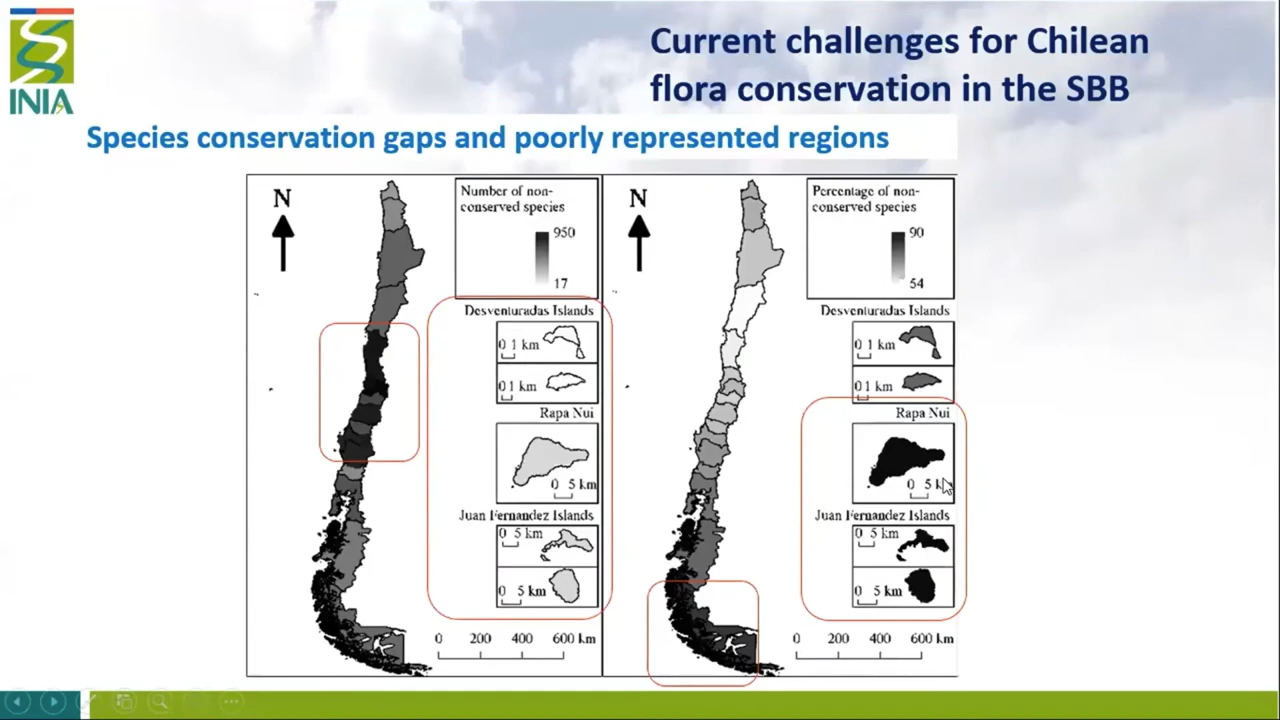 INIA
Current challenges for Chilean
flora conservation in the SBB
Species conservation gaps and poorly represented regions
N
Number of non-
conserved species
950
17
Desventuradas Islands
0 1 km
0 1 km
Rapa Nui
0 5 km
Juan Fernandez Islands
0 5 km
0 5 km
0 200 400 600 km
N
Percentage of non-
conserved species
90
54
Desventuradas Islands
0 1 km
0 1 km
Rapa Nui
0 5 km
Juan Fernandez Islands
0 5 km
0 5 km
0 200 400 600 km